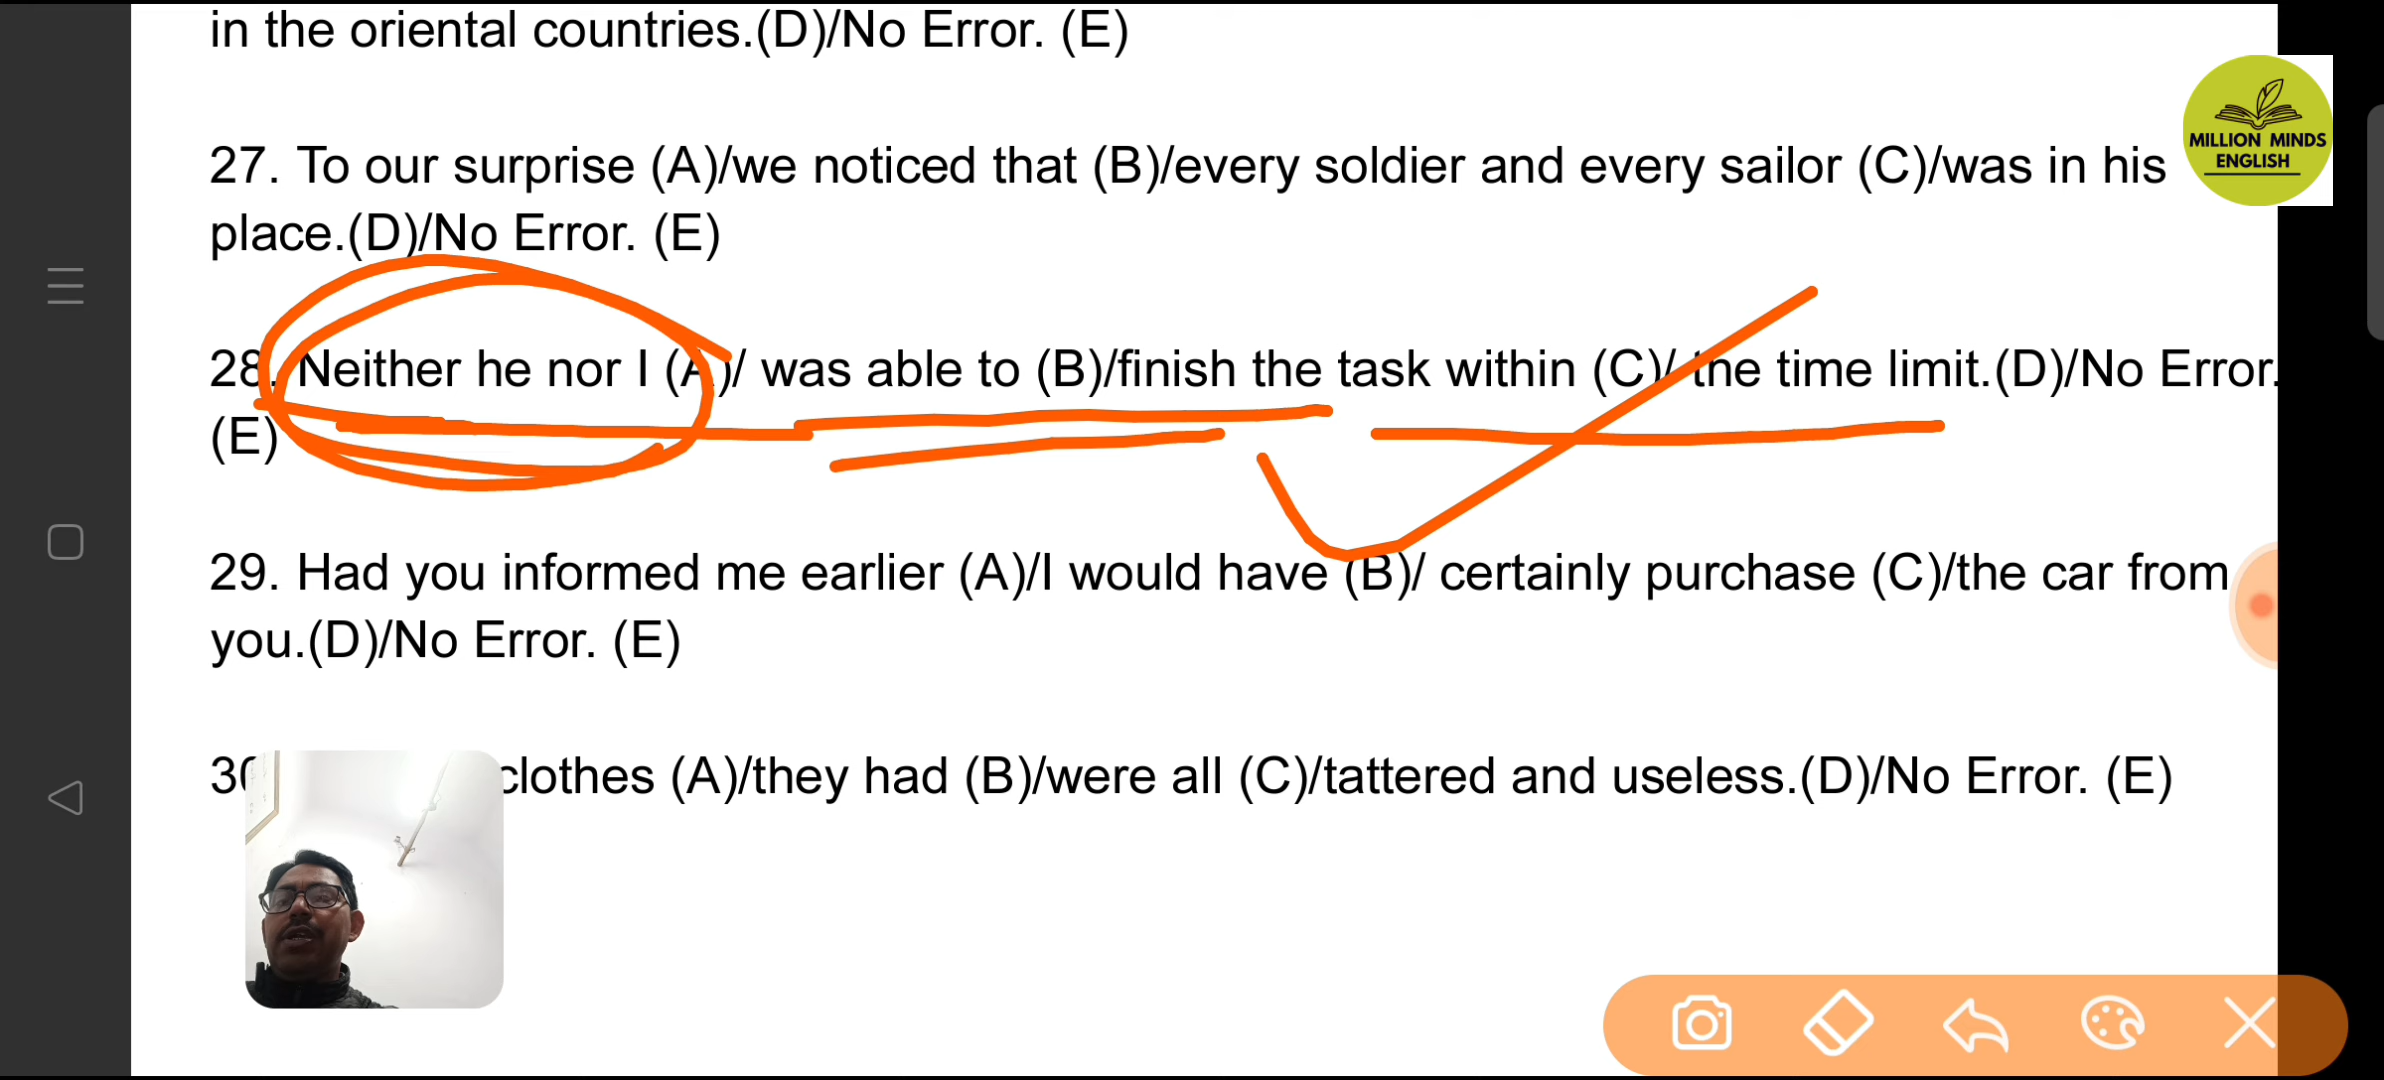 in the oriental countries.(D)/No Error. (E)
MILLION MINDS
ENGLISH
27. To our surprise (A)/we noticed that (B)/every soldier and every sailor (C)/was in his
place.(D)/No Error. (E)
28. Neither he nor I (A)/ was able to (B)/finish the task within (C)/ the time limit.(D)/No Error.
(E)
29. Had you informed me earlier (A)/I would have (B)/ certainly purchase (C)/the car from
you.(D)/No Error. (E)
clothes (A)/they had (B)/were all (C)/tattered and useless.(D)/No Error. (E)